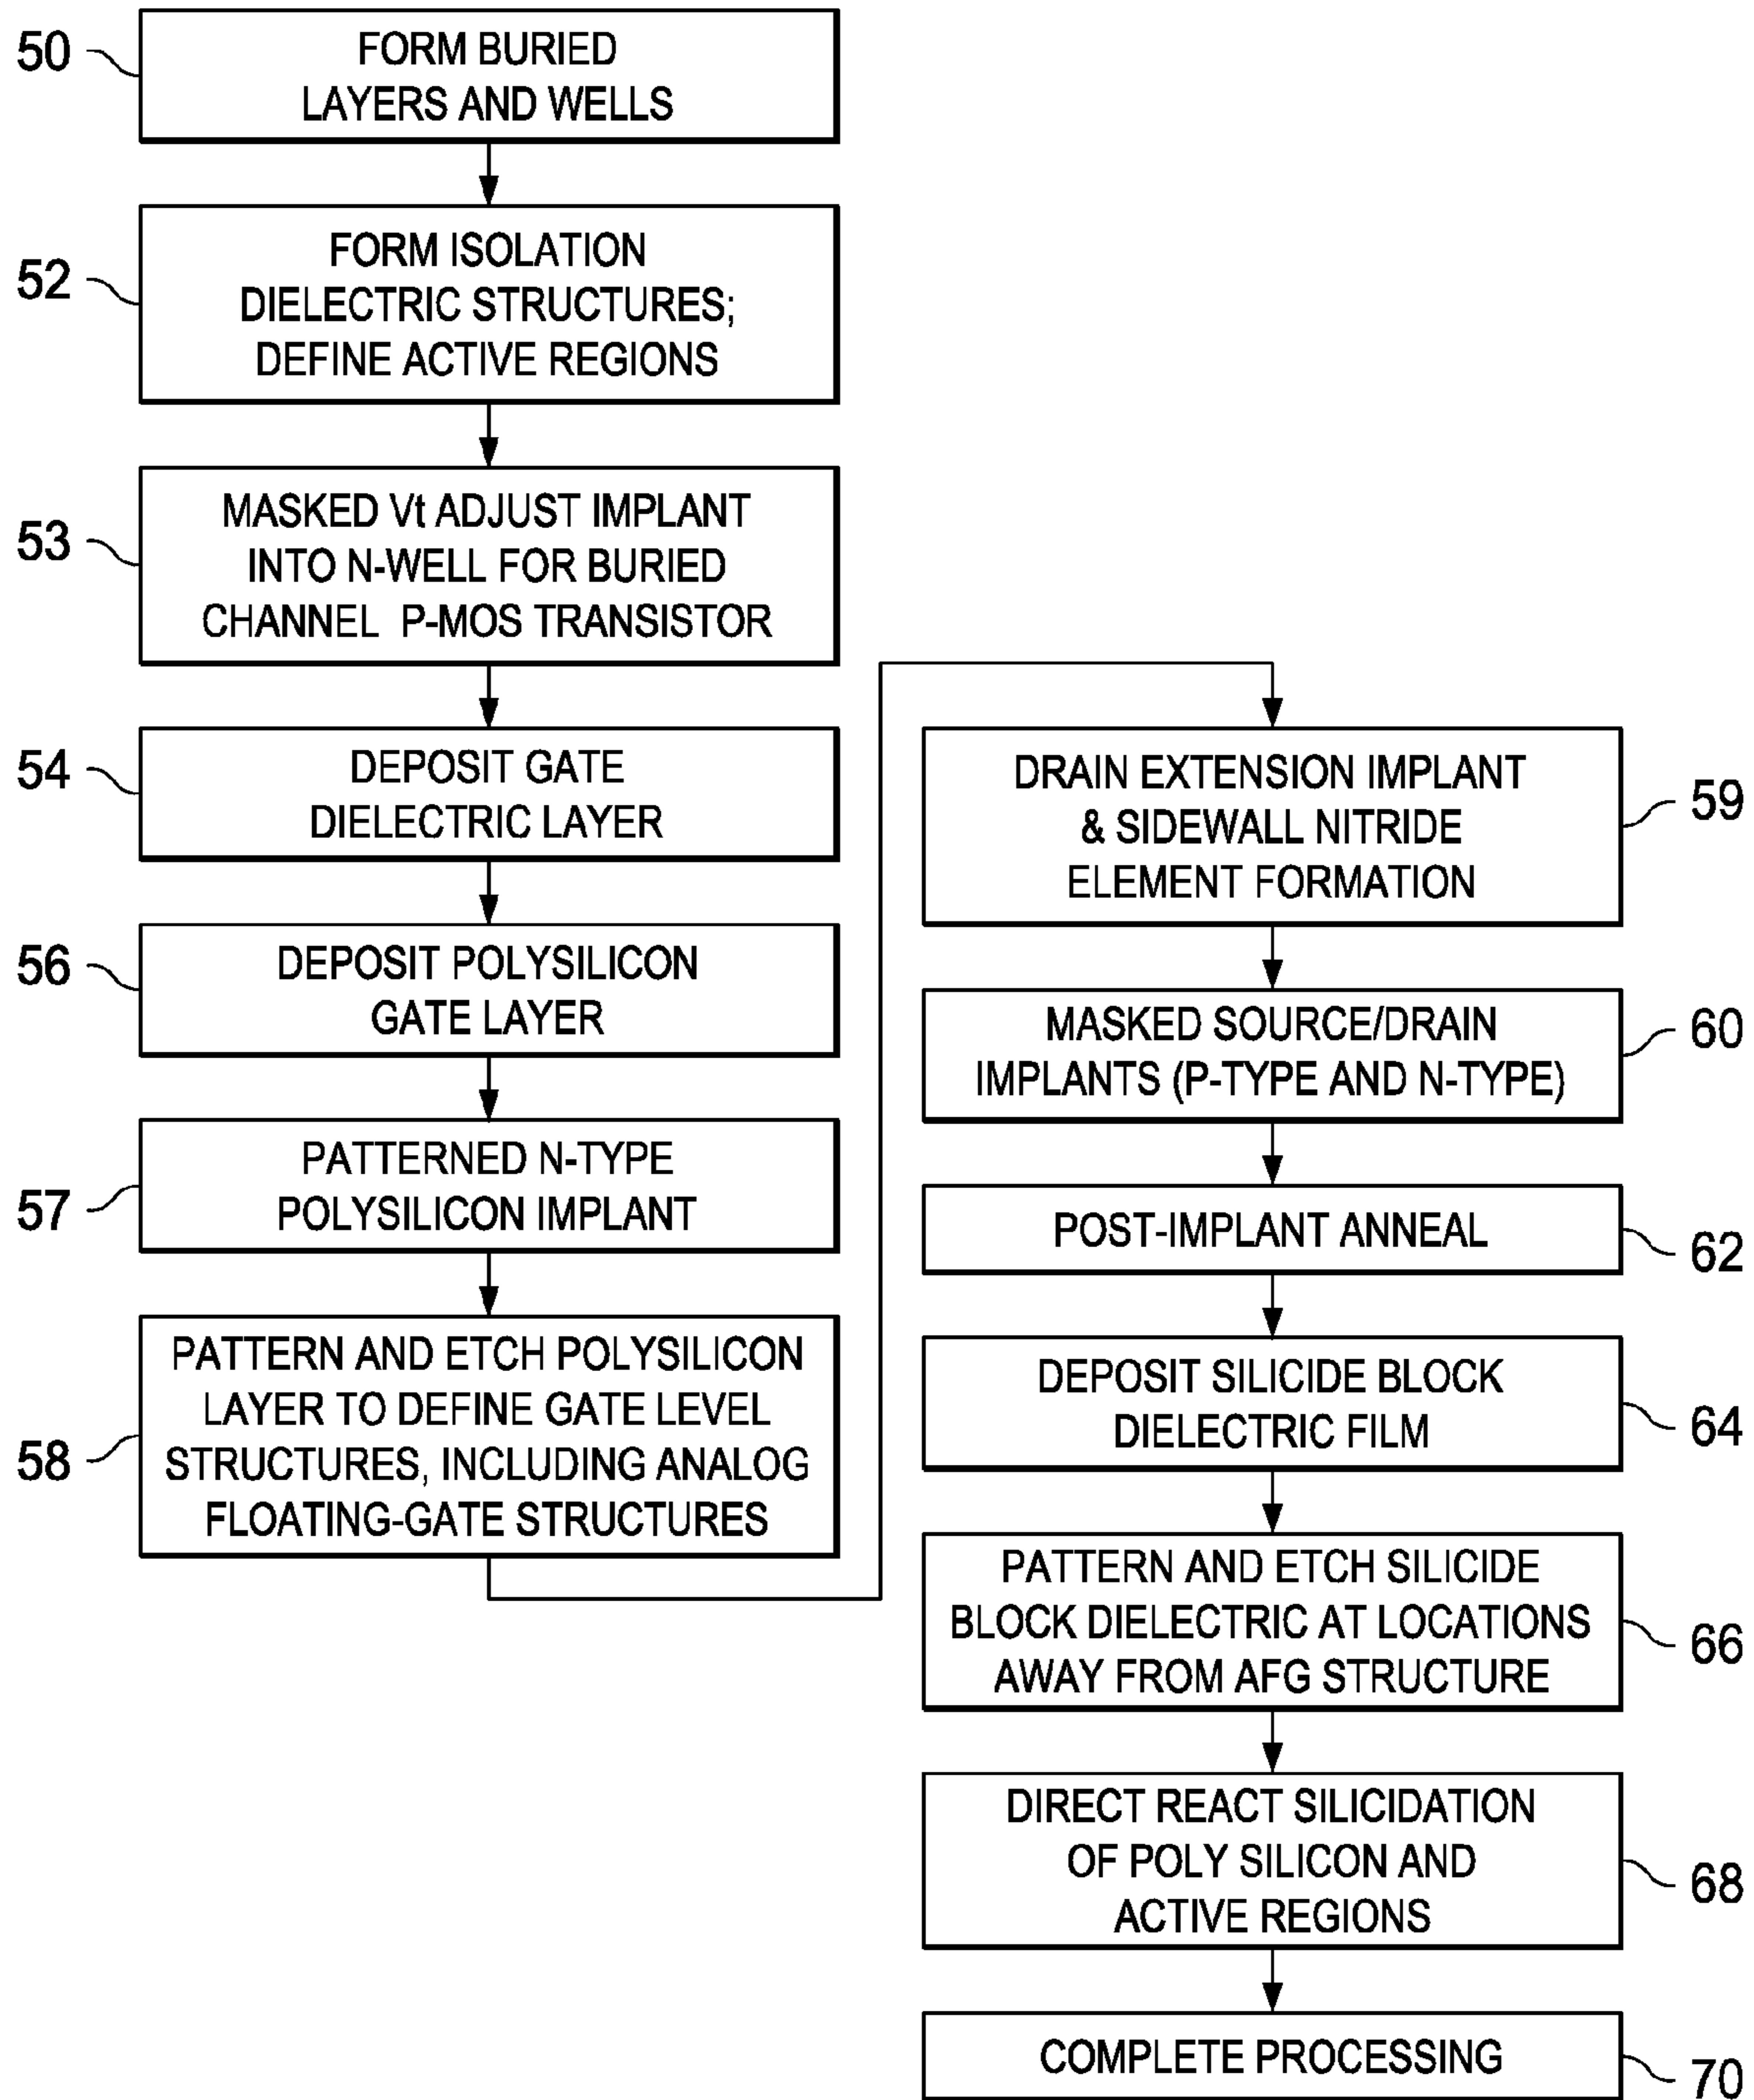 50
FORM BURIED
LAYERS AND WELLS
52
FORM ISOLATION
DIELECTRIC STRUCTURES;
DEFINE ACTIVE REGIONS
53
MASKED Vt ADJUST IMPLANT
INTO N-WELL FOR BURIED
CHANNEL P-MOS TRANSISTOR
54
DEPOSIT GATE
DIELECTRIC LAYER
56
DEPOSIT POLYSILICON
GATE LAYER
57
PATTERNED N-TYPE
POLYSILICON IMPLANT
58
PATTERN AND ETCH POLYSILICON
LAYER TO DEFINE GATE LEVEL
STRUCTURES, INCLUDING ANALOG
FLOATING-GATE STRUCTURES
DRAIN EXTENSION IMPLANT
& SIDEWALL NITRIDE
ELEMENT FORMATION
59
MASKED SOURCE/DRAIN
IMPLANTS (P-TYPE AND N-TYPE)
60
POST-IMPLANT ANNEAL
62
DEPOSIT SILICIDE BLOCK
DIELECTRIC FILM
64
PATTERN AND ETCH SILICIDE
BLOCK DIELECTRIC AT LOCATIONS
AWAY FROM AFG STRUCTURE
66
DIRECT REACT SILICIDATION
OF POLY SILICON AND
ACTIVE REGIONS
68
COMPLETE PROCESSING
70